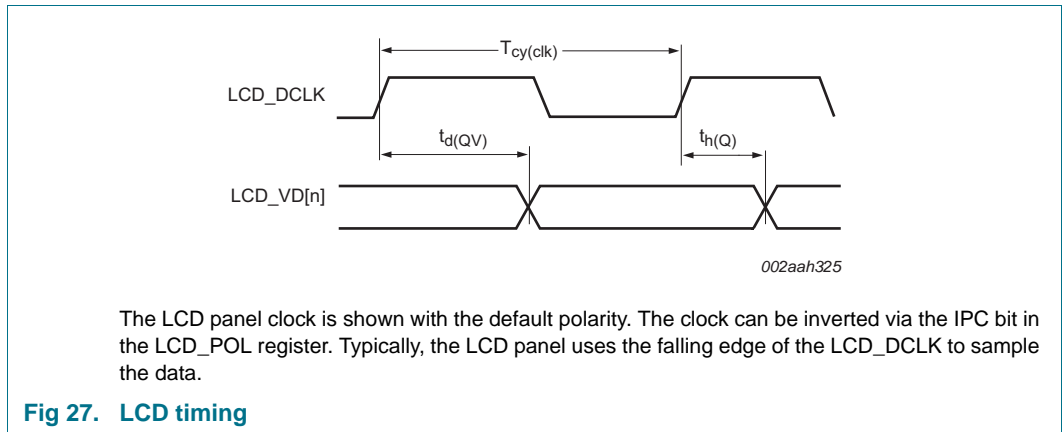 Tcy(clk)
LCD_DCLK
td(QV)
th(Q)
LCD_VD[n]
002aah325
The LCD panel clock is shown with the default polarity. The clock can be inverted via the IPC bit in
the LCD_POL register. Typically, the LCD panel uses the falling edge of the LCD_DCLK to sample
the data.
Fig 27. LCD timing